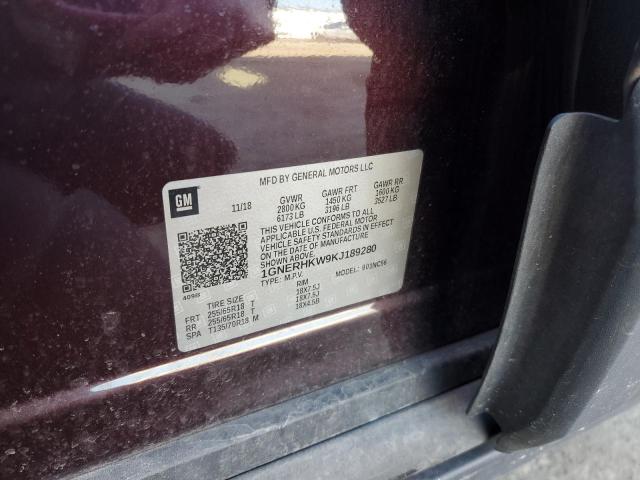 MFD BY GENERAL MOTORS LLC
GM
11/18 GVWR GAWR FRT GAWR RR
2800 KG 1450 KG 1600 KG
6173 LB 3196 LB 3527 LB
THIS VEHICLE CONFORMS TO ALL
APPLICABLE U.S. FEDERAL MOTOR
VEHICLE SAFETY STANDARDS
IN EFFECT ON THE DATE
OF MANUFACTURE
1GNERHKW9KJ189280
TYPE: M.P.V. MODEL:
TIRE SIZE RIM
FRT 255/65R18 T 18X7.5J
RR 255/65R18 T 18X7.5J
SPA T135/70R18 M 18X4.5B